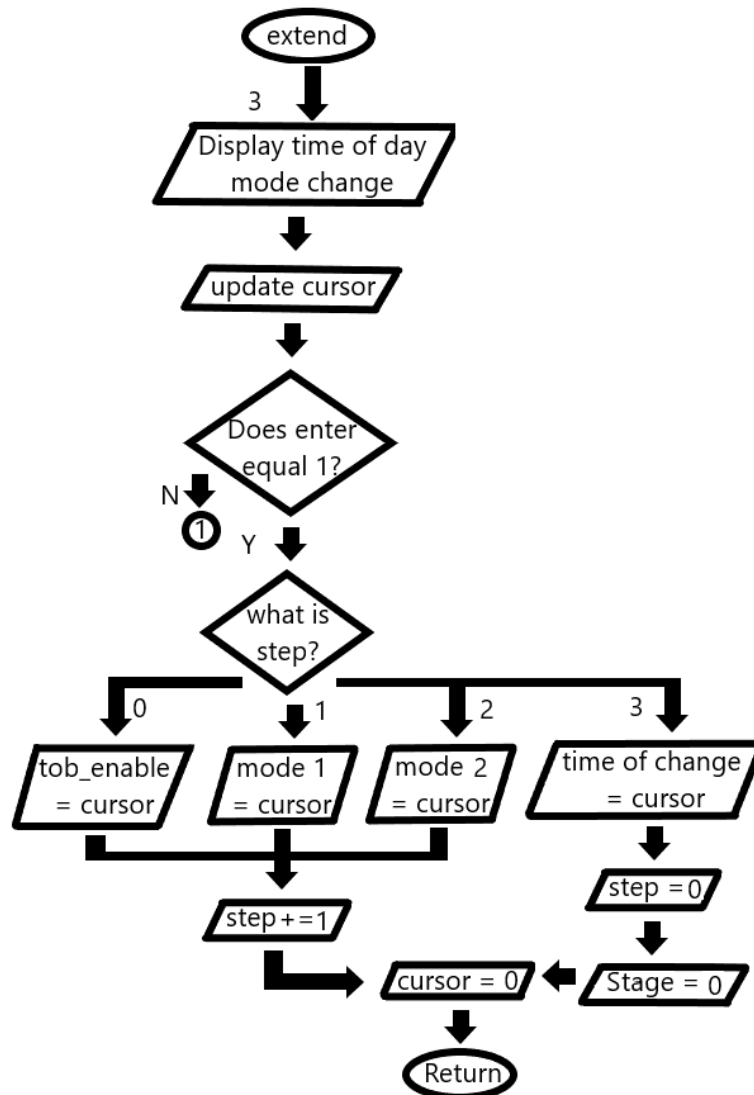 extend
3
Display time of day
mode change
update cursor
Does enter
equal 1?
N
1
Y
what is
step?
0
1
2
3
tob_enable
= cursor
mode 1
= cursor
mode 2
= cursor
time of change
= cursor
step =0
step+=1
cursor = 0
Stage = 0
Return